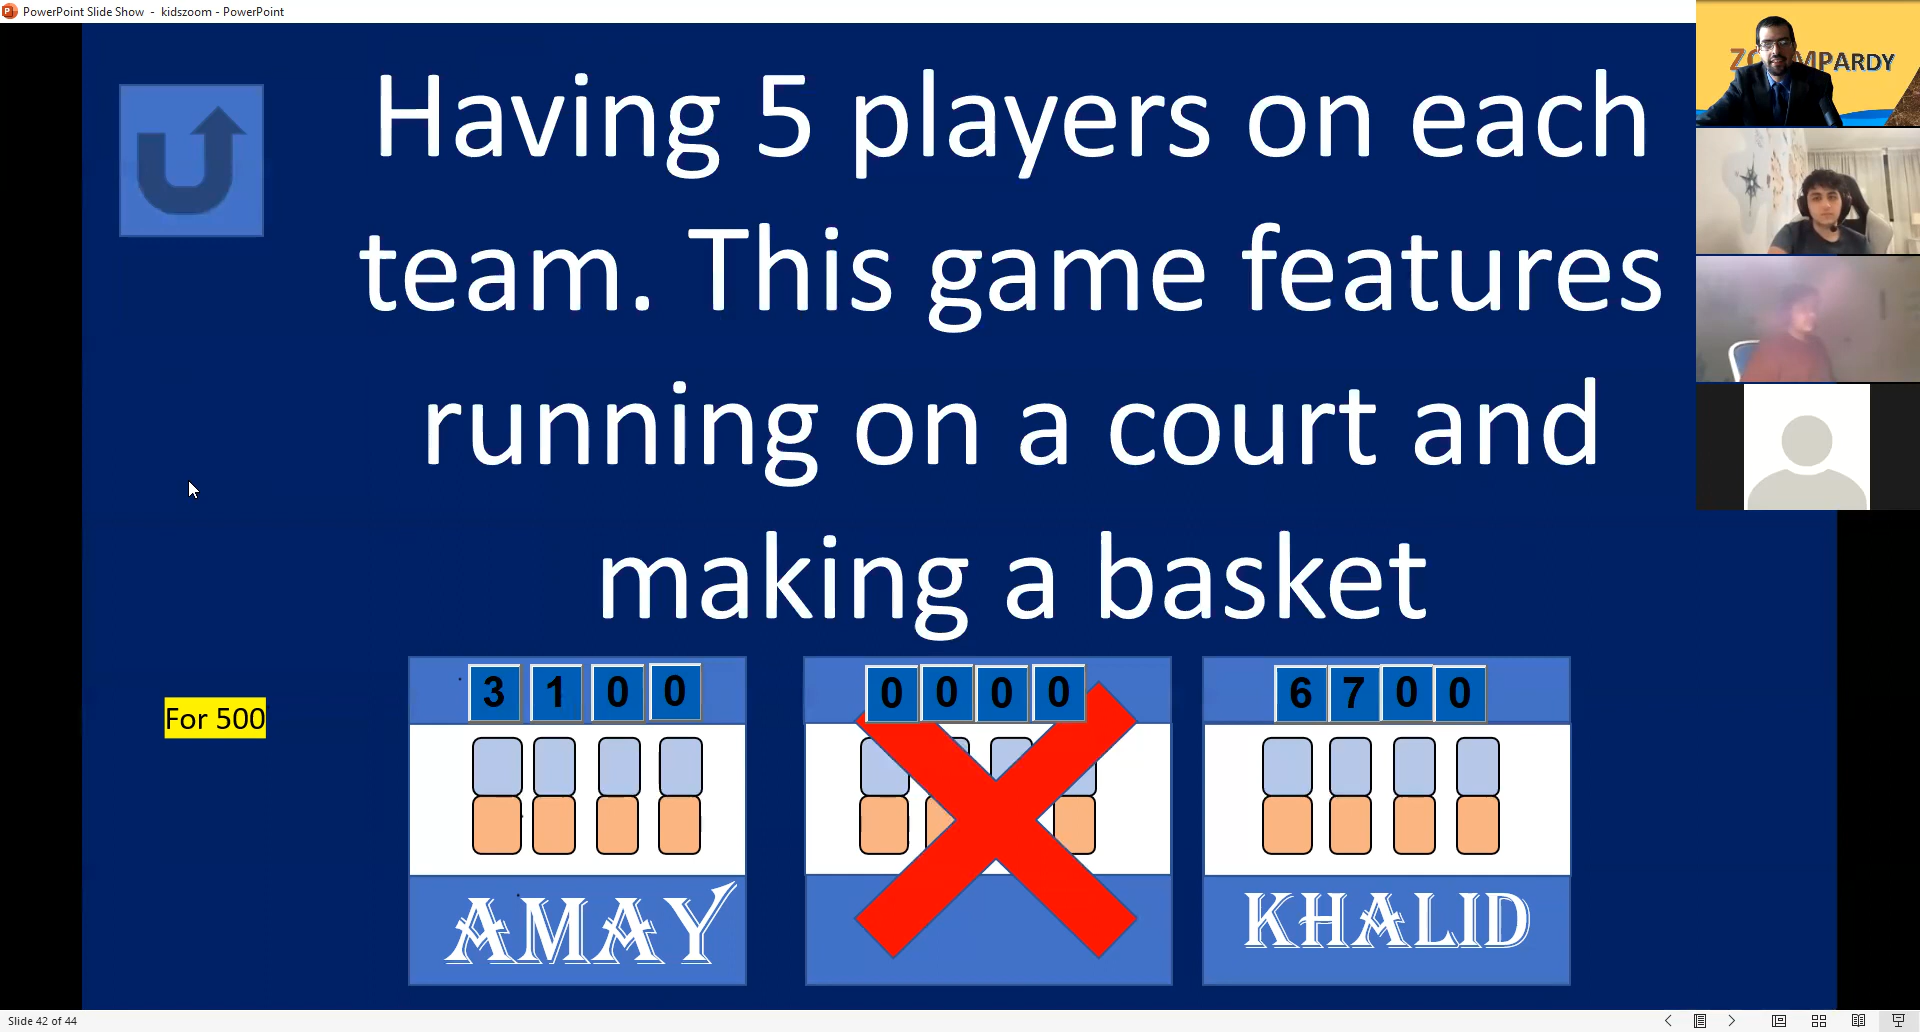 PowerPoint Slide Show - kidszoom - PowerPoint
Having 5 players on each
team. This game features
running on a court and
making a basket
For 500
3 1 0 0
0 0 0 0
6 7 0 0
AMAY
KHALID
Slide 42 of 44